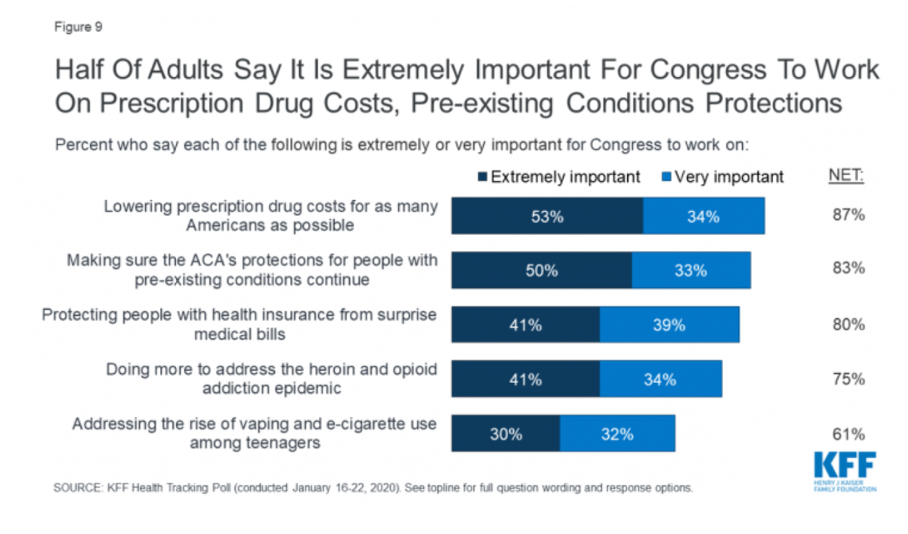 Figure 9
Half Of Adults Say It Is Extremely Important For Congress To Work
On Prescription Drug Costs, Pre-existing Conditions Protections
Percent who say each of the following is extremely or very important for Congress to work on:
Extremely important Very important NET:
Lowering prescription drug costs for as many
Americans as possible
53% 34% 87%
Making sure the ACA's protections for people with
pre-existing conditions continue
50% 33% 83%
Protecting people with health insurance from surprise
medical bills
41% 39% 80%
Doing more to address the heroin and opioid
addiction epidemic
41% 34% 75%
Addressing the rise of vaping and e-cigarette use
among teenagers
30% 32% 61%
KFF
HENRY J KAISER
FAMILY FOUNDATION
SOURCE: KFF Health Tracking Poll (conducted January 16-22, 2020). See topline for full question wording and response options.